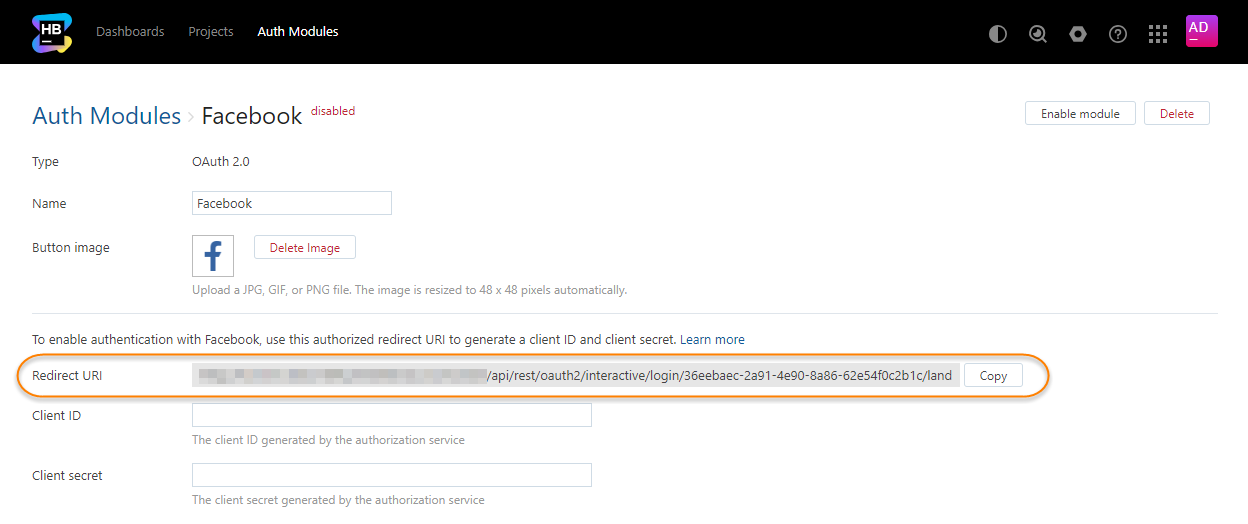 HB Dashboards Projects Auth Modules AD
Auth Modules › Facebook disabled Enable module Delete
Type OAuth 2.0
Name Facebook
Button image Delete Image
Upload a JPG, GIF, or PNG file. The image is resized to 48 x 48 pixels automatically.
To enable authentication with Facebook, use this authorized redirect URI to generate a client ID and client secret. Learn more
Redirect URI /api/rest/oauth2/interactive/login/36eebaec-2a91-4e90-8a86-62e54f0c2b1c/land Copy
Client ID
The client ID generated by the authorization service
Client secret
The client secret generated by the authorization service